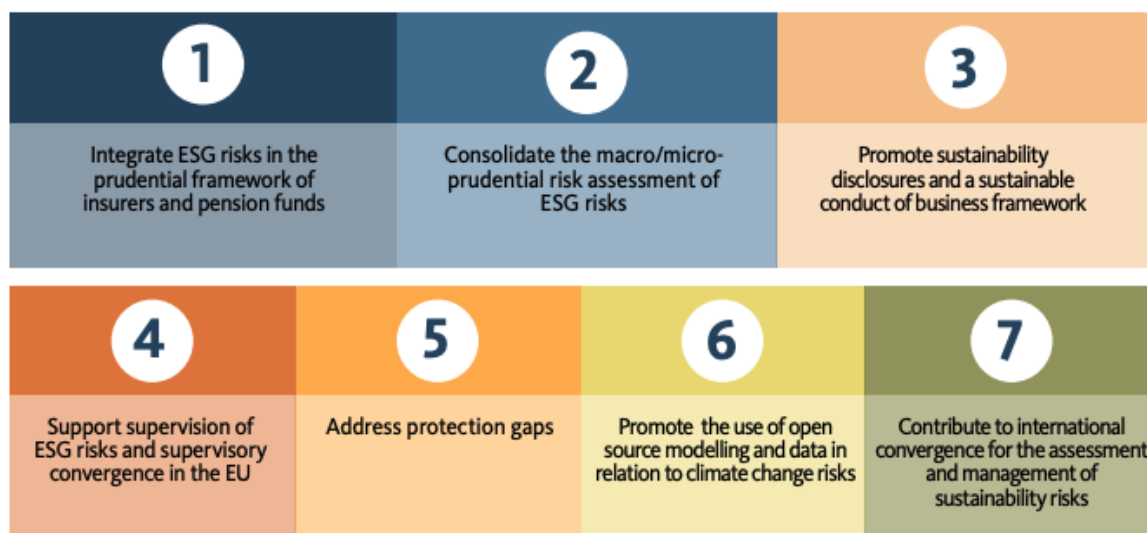 1
Integrate ESG risks in the
prudential framework of
insurers and pension funds
2
Consolidate the macro/micro-
prudential risk assessment of
ESG risks
3
Promote sustainability
disclosures and a sustainable
conduct of business framework
4
Support supervision of
ESG risks and supervisory
convergence in the EU
5
Address protection gaps
6
Promote the use of open
source modelling and data in
relation to climate change risks
7
Contribute to international
convergence for the assessment
and management of
sustainability risks